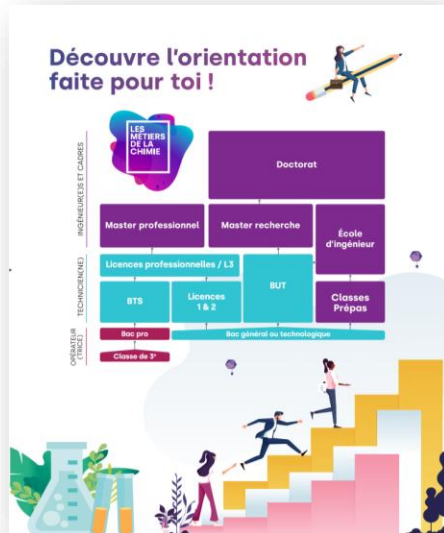 Découvre l'orientation
faite pour toi !
LES
MÉTIERS
DE LA
CHIMIE
INGÉNIEUR(E)S ET CADRES
Doctorat
Master professionnel
Master recherche
École
d'ingénieur
TECHNICIEN(NE)
Licences professionnelles / L3
BUT
BTS
Licences
1 & 2
Classes
Prépas
OPÉRATEUR
(TRICE)
Bac pro
Bac général ou technologique
Classe de 3e